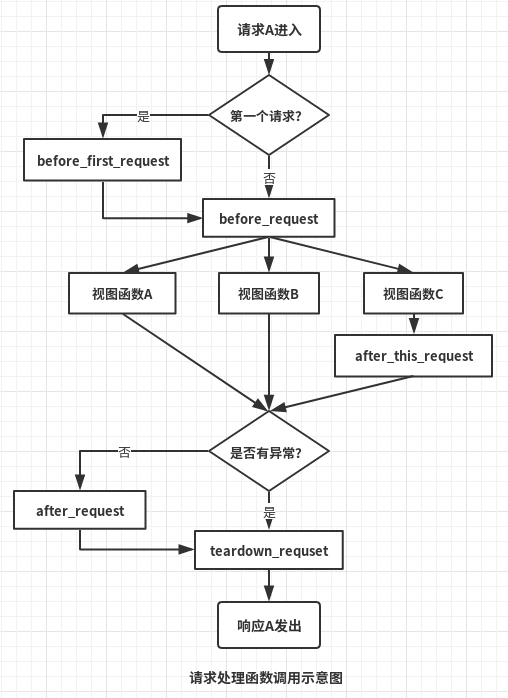 请求A进入
第一个请求?
是
before_first_request
否
before_request
视图函数A
视图函数B
视图函数C
after_this_request
是否有异常?
否
after_request
是
teardown_requset
响应A发出
请求处理函数调用示意图